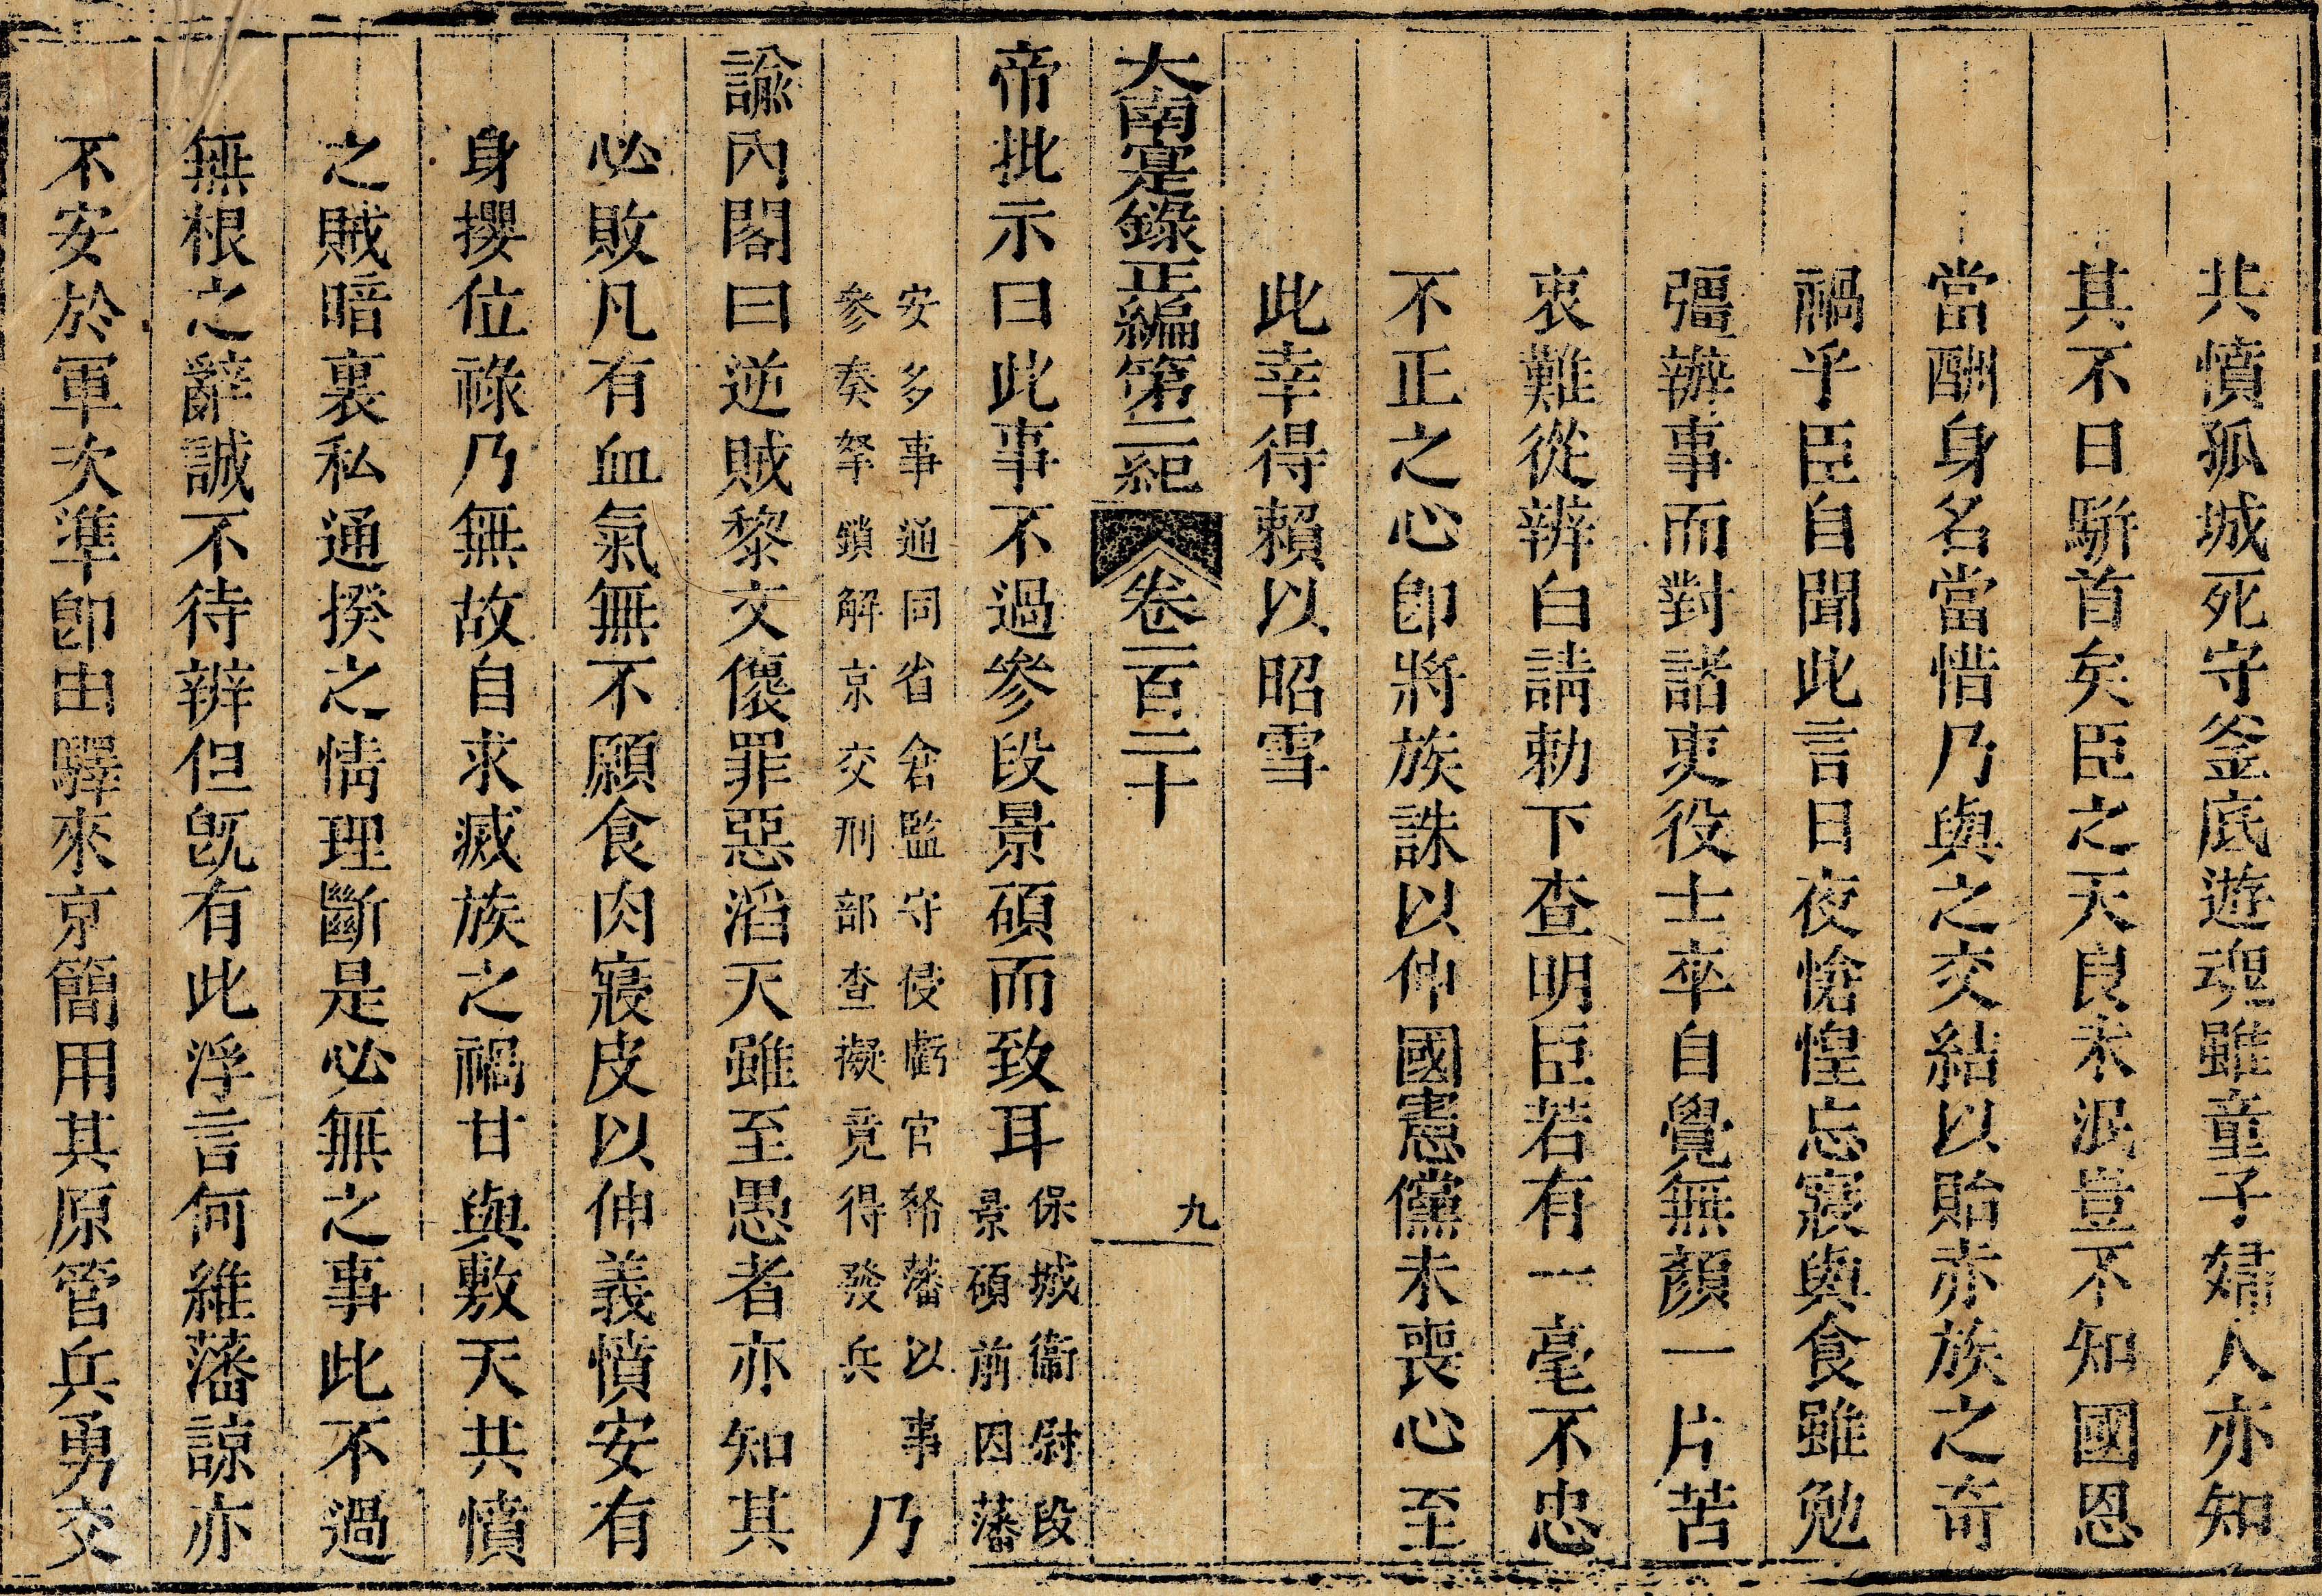 共憤孤城死守釜底遊魂雖童子婦人亦知
其不日騈首矣臣之天良未泯豈不知國恩
當酬身名當惜乃與之交結以貽赤族之奇
禍乎臣自聞此言日夜愴惶忘寢與食雖勉
彊辦事而對諸吏役士卒自覺無顏一片苦
衷難從辨白請勅下查明臣若有一毫不忠
不正之心卽將族誅以伸國憲儻未喪心至
此幸得賴以昭雪
大南寔錄正編第二紀 卷一百二十 九
帝批示曰此事不過參段景碩而致耳
保城衛尉段
景碩前因藩
安多事通同省倉監守侵虧官帑藩以事
参奏拏鎖解京交刑部查擬竟得發兵
乃
諭內閣曰逆賊黎文𠐤罪惡滔天雖至愚者亦知其
必敗凡有血氣無不願食肉寢皮以伸義憤安有
身攖位祿乃無故自求滅族之禍甘與敷天共憤
之賊暗裏私通揆之情理斷是必無之事此不過
無根之辭誠不待辨但旣有此浮言何維藩諒亦
不安於軍次準卽由驛來京簡用其原管兵勇交